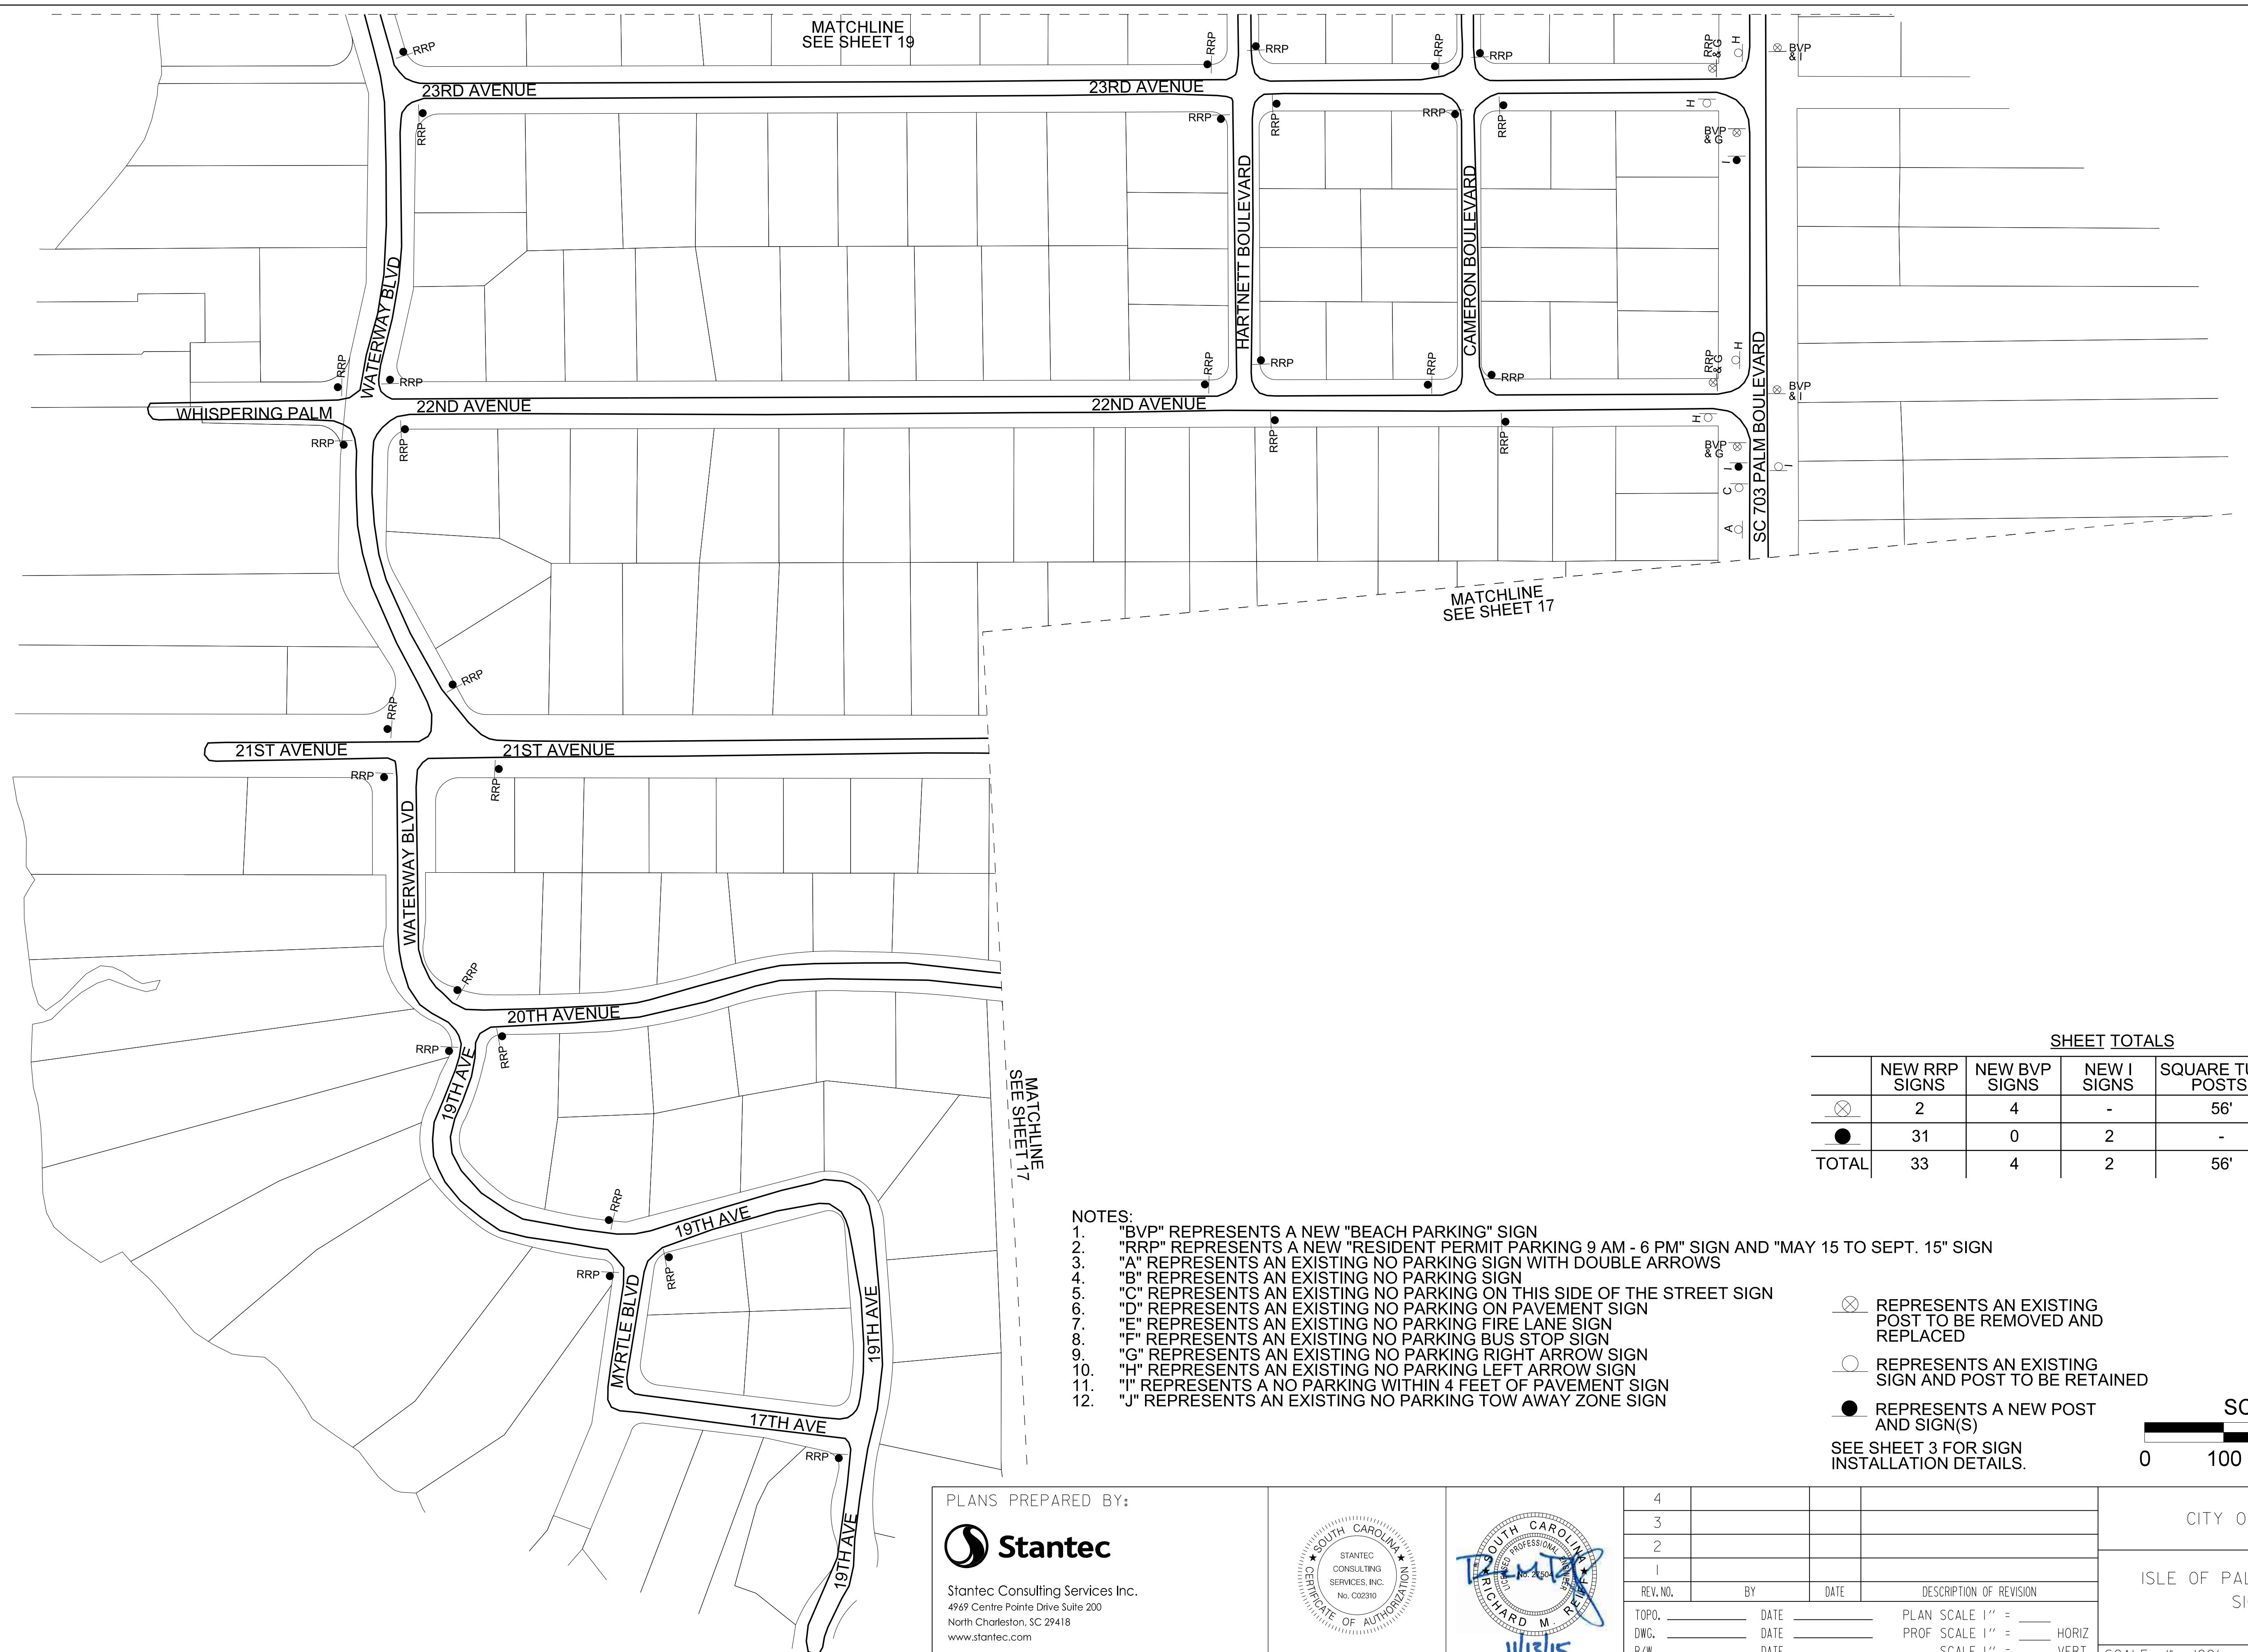 MATCHLINE
SEE SHEET 19
RRP
RRP
RRP
RRP
RRP
RRP
& G
H
BVP
& I
23RD AVENUE
23RD AVENUE
RRP
RRP
RRP
RRP
RRP
H
BVP
& G
I
HARTNETT BOULEVARD
CAMERON BOULEVARD
WATERWAY BLVD
SC 703 PALM BOULEVARD
RRP
RRP
RRP
RRP
RRP
RRP
RRP
& G
H
BVP
& I
WHISPERING PALM
22ND AVENUE
22ND AVENUE
RRP
RRP
RRP
RRP
H
BVP
& G
I
I
C
A
MATCHLINE
SEE SHEET 17
RRP
RRP
21ST AVENUE
21ST AVENUE
RRP
RRP
WATERWAY BLVD
RRP
20TH AVENUE
RRP
RRP
19TH AVE
MATCHLINE
SEE SHEET 17
RRP
19TH AVE
RRP
RRP
MYRTLE BLVD
19TH AVE
17TH AVE
RRP
19TH AVE
SHEET TOTALS
NEW RRP SIGNS
NEW BVP SIGNS
NEW I SIGNS
SQUARE
POSTS
2 4 - 56'
31 0 2 -
TOTAL 33 4 2 56'
NOTES:
1. "BVP" REPRESENTS A NEW "BEACH PARKING" SIGN
2. "RRP" REPRESENTS A NEW "RESIDENT PERMIT PARKING 9 AM - 6 PM" SIGN AND "MAY 15 TO SEPT. 15" SIGN
3. "A" REPRESENTS AN EXISTING NO PARKING SIGN WITH DOUBLE ARROWS
4. "B" REPRESENTS AN EXISTING NO PARKING SIGN
5. "C" REPRESENTS AN EXISTING NO PARKING ON THIS SIDE OF THE STREET SIGN
6. "D" REPRESENTS AN EXISTING NO PARKING ON PAVEMENT SIGN
7. "E" REPRESENTS AN EXISTING NO PARKING FIRE LANE SIGN
8. "F" REPRESENTS AN EXISTING NO PARKING BUS STOP SIGN
9. "G" REPRESENTS AN EXISTING NO PARKING RIGHT ARROW SIGN
10. "H" REPRESENTS AN EXISTING NO PARKING LEFT ARROW SIGN
11. "I" REPRESENTS A NO PARKING WITHIN 4 FEET OF PAVEMENT SIGN
12. "J" REPRESENTS AN EXISTING NO PARKING TOW AWAY ZONE SIGN
REPRESENTS AN EXISTING
POST TO BE REMOVED AND
REPLACED
REPRESENTS AN EXISTING
SIGN AND POST TO BE RETAINED
REPRESENTS A NEW POST
AND SIGN(S)
SEE SHEET 3 FOR SIGN
INSTALLATION DETAILS.
0 100
PLANS PREPARED BY:
Stantec
Stantec Consulting Services Inc.
4969 Centre Pointe Drive Suite 200
North Charleston, SC 29418
www.stantec.com
SOUTH CAROLINA
STANTEC
CONSULTING
SERVICES, INC.
No. C02310
CERTIFICATE OF AUTHORIZATION
SOUTH CAROLINA
LICENSED PROFESSIONAL ENGINEER
No. 27504
RICHARD M. REIFF
11/13/15
4
3
2
1
REV. NO. BY DATE DESCRIPTION OF REVISION
TOPO. DATE PLAN SCALE 1" =
DWG. DATE PROF SCALE 1" = HORIZ
R/W DATE SCALE 1" = VERT
CITY
ISLE OF